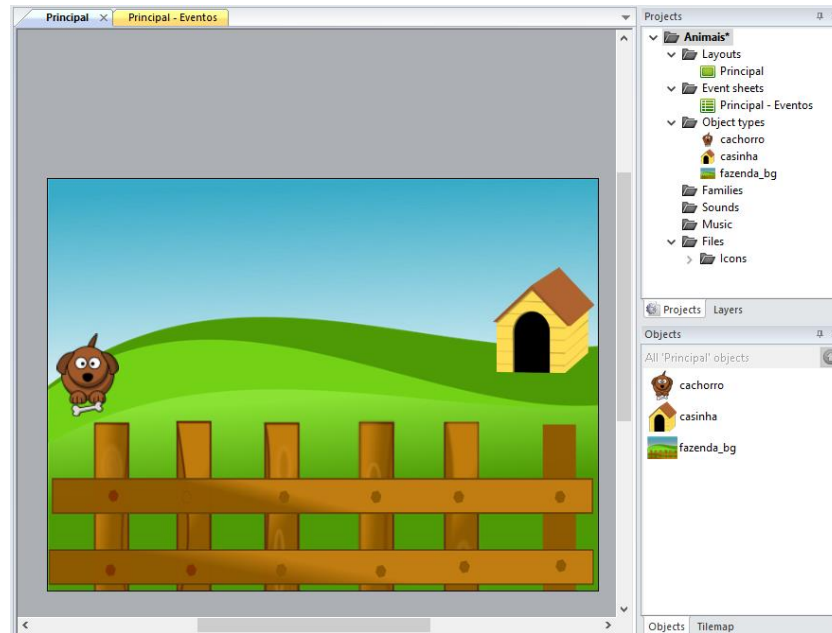 Principal
Principal - Eventos
Projects
Animais*
Layouts
Principal
Event sheets
Principal - Eventos
Object types
cachorro
casinha
fazenda_bg
Families
Sounds
Music
Files
Icons
Projects Layers
Objects
All 'Principal' objects
cachorro
casinha
fazenda_bg
Objects Tilemap